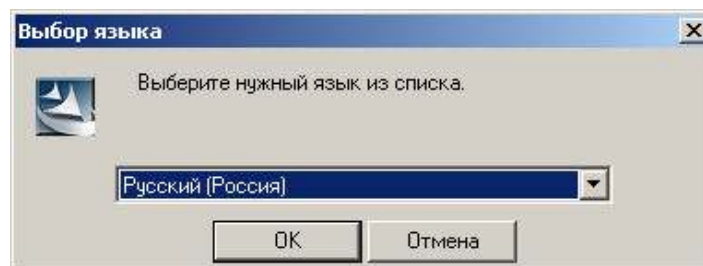 Выбор языка
Выберите нужный язык из списка.
Русский (Россия)
OK Отмена